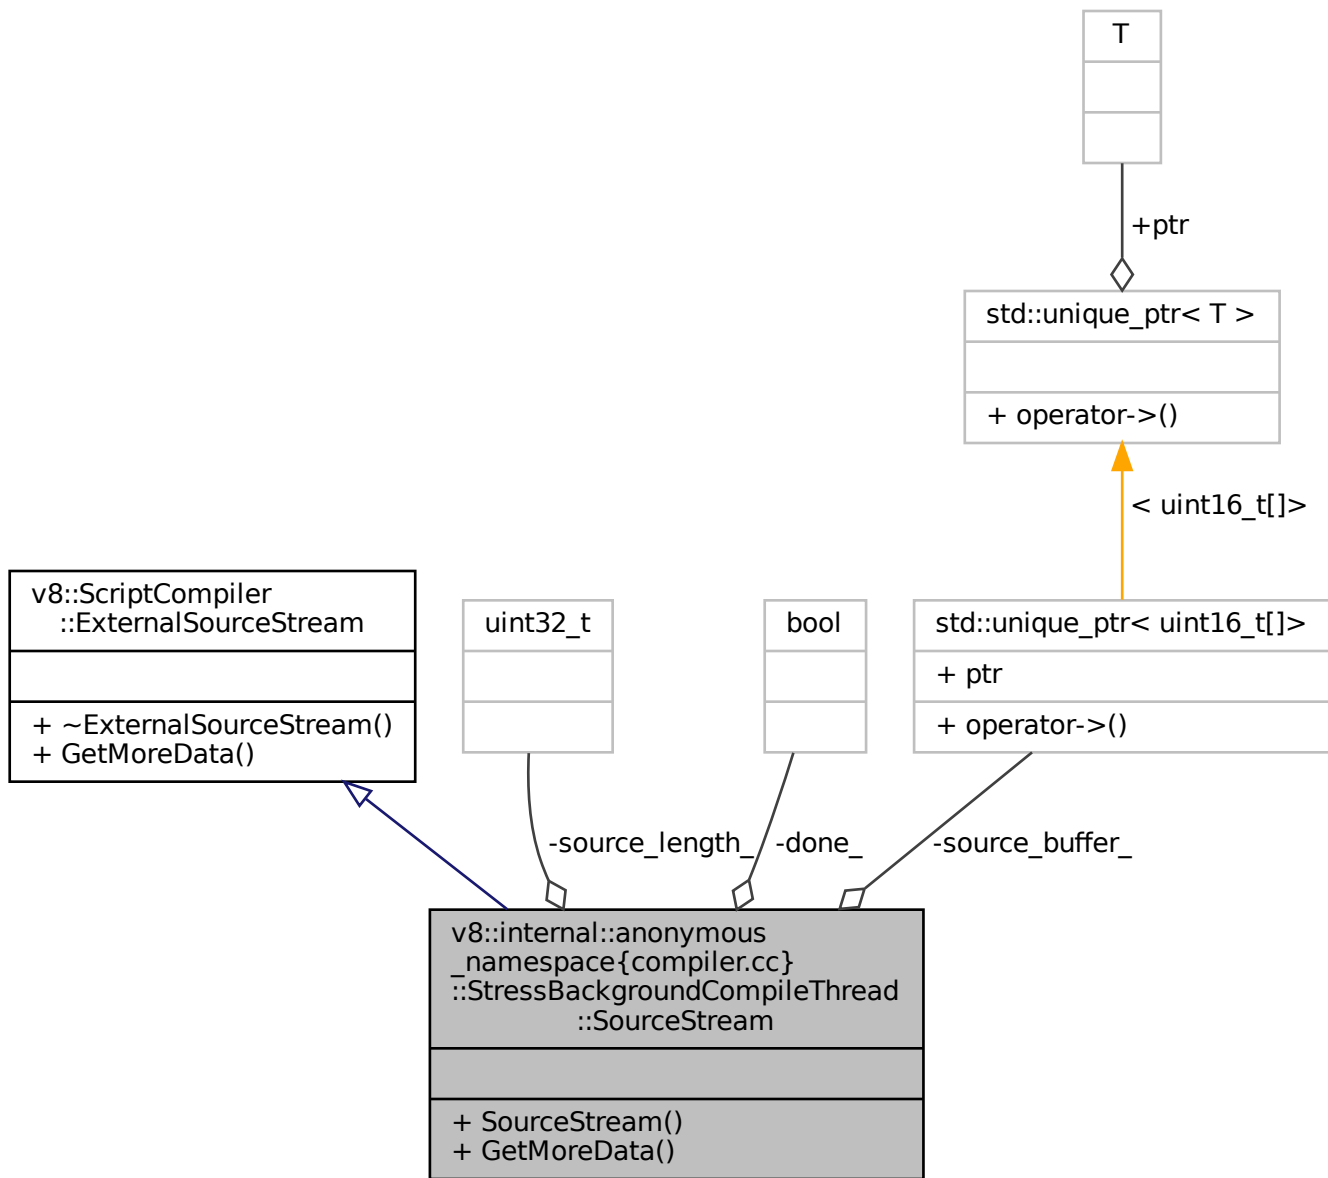 T
+ptr
std::unique_ptr< T >
+ operator->()
< uint16_t[]>
v8::ScriptCompiler
::ExternalSourceStream
+ ~ExternalSourceStream()
+ GetMoreData()
uint32_t
bool
std::unique_ptr< uint16_t[]>
+ ptr
+ operator->()
-source_length_
-done_
-source_buffer_
v8::internal::anonymous
_namespace{compiler.cc}
::StressBackgroundCompileThread
::SourceStream
+ SourceStream()
+ GetMoreData()